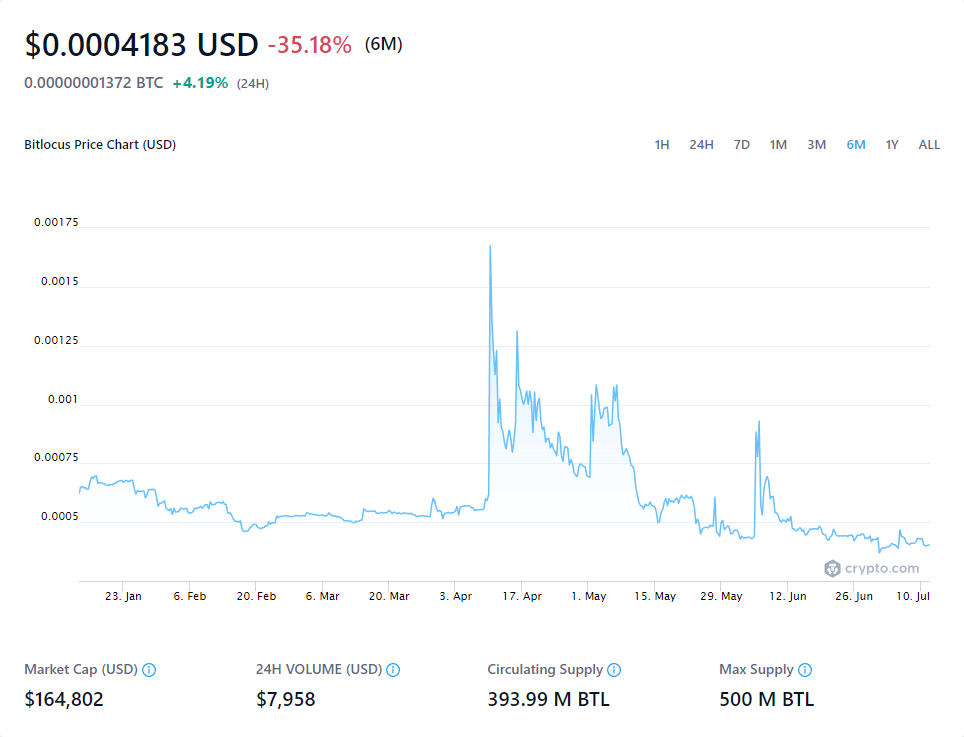 $0.0004183 USD -35.18% (6M)
0.00000001372 BTC +4.19% (24H)
Bitlocus Price Chart (USD) 1H 24H 7D 1M 3M 6M 1Y ALL
0.00175
0.0015
0.00125
0.001
0.00075
0.0005
crypto.com
23. Jan 6. Feb 20. Feb 6. Mar 20. Mar 3. Apr 17. Apr 1. May 15. May 29. May 12. Jun 26. Jun 10. Jul
Market Cap (USD) 24H VOLUME (USD) Circulating Supply Max Supply
$164,802 $7,958 393.99 M BTL 500 M BTL